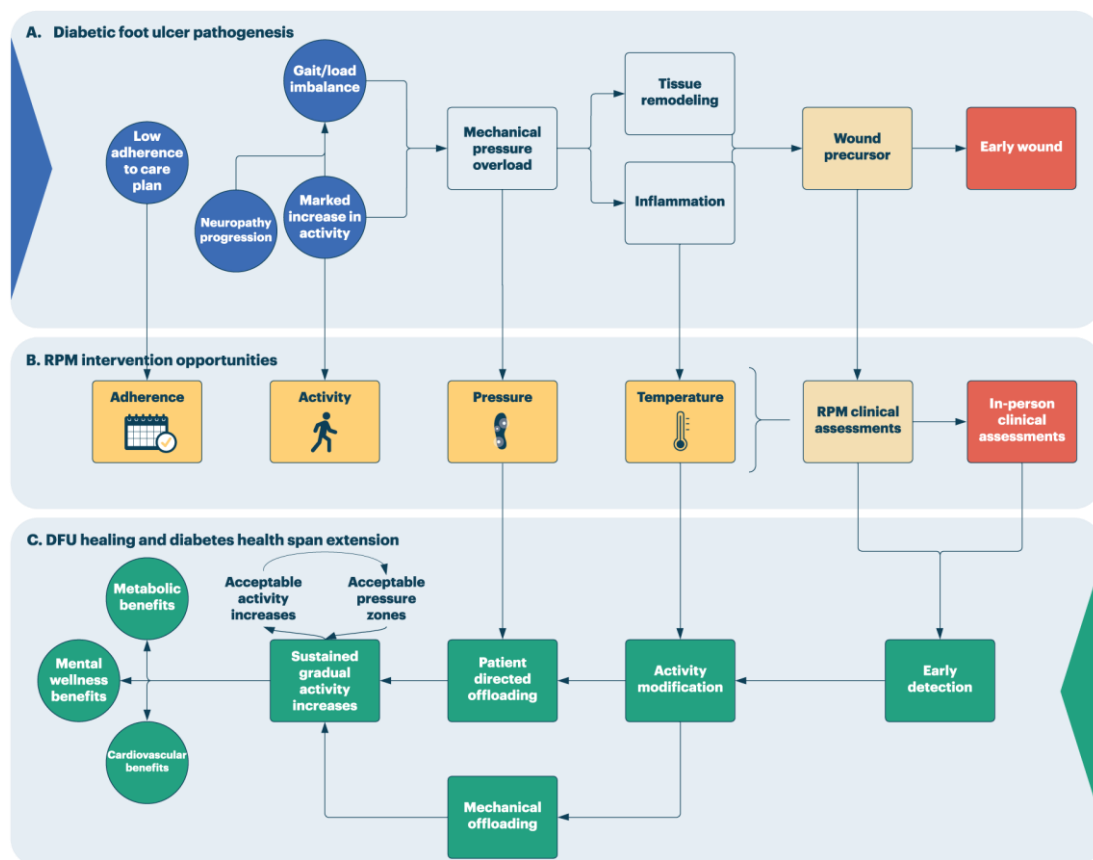 A. Diabetic foot ulcer pathogenesis
Gait/load
imbalance
Low
adherence
to care
plan
Neuropathy
progression
Marked
increase in
activity
Mechanical
pressure
overload
Tissue
remodeling
Inflammation
Wound
precursor
Early wound
B. RPM intervention opportunities
Adherence
Activity
Pressure
Temperature
RPM clinical
assessments
In-person
clinical
assessments
C. DFU healing and diabetes health span extension
Metabolic
benefits
Mental
wellness
benefits
Cardiovascular
benefits
Acceptable
activity
increases
Acceptable
pressure
zones
Sustained
gradual
activity
increases
Patient
directed
offloading
Activity
modification
Early
detection
Mechanical
offloading